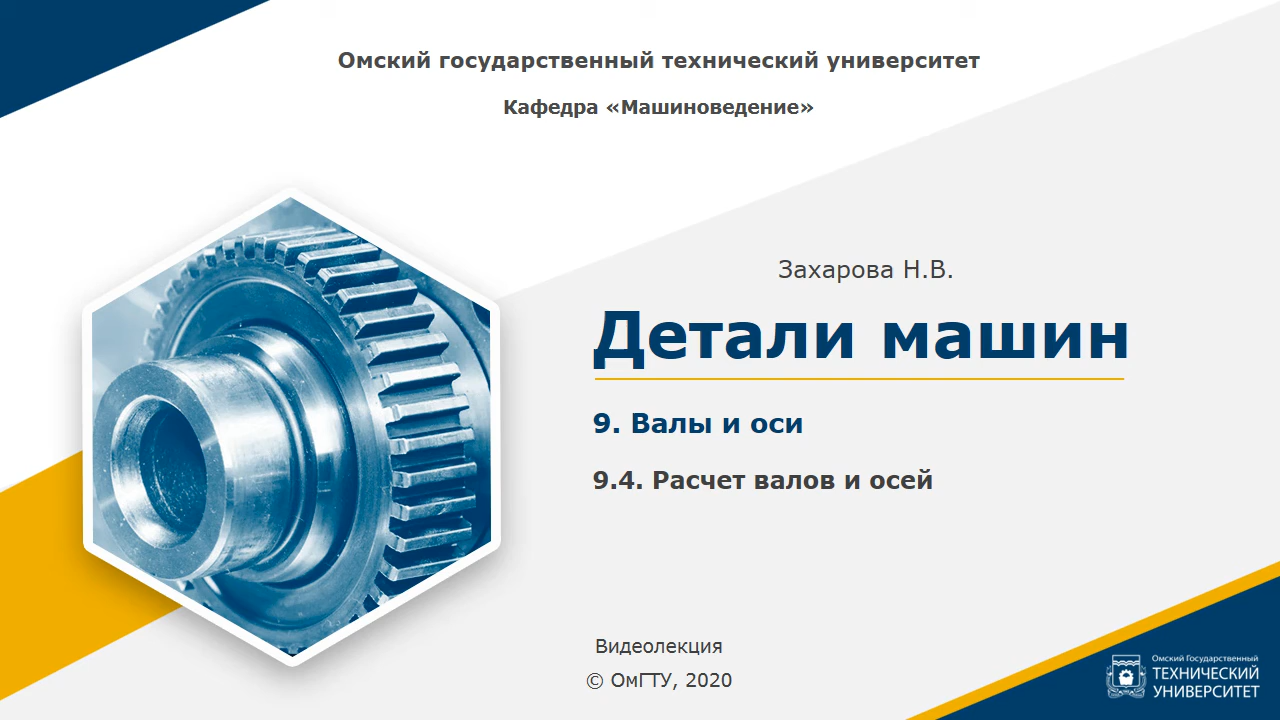 Омский государственный технический университет
Кафедра «Машиноведение»
Захарова Н.В.
Детали машин
9. Валы и оси
9.4. Расчет валов и осей
Видеолекция
© ОмГТУ, 2020
Омский Государственный
ТЕХНИЧЕСКИЙ
УНИВЕРСИТЕТ